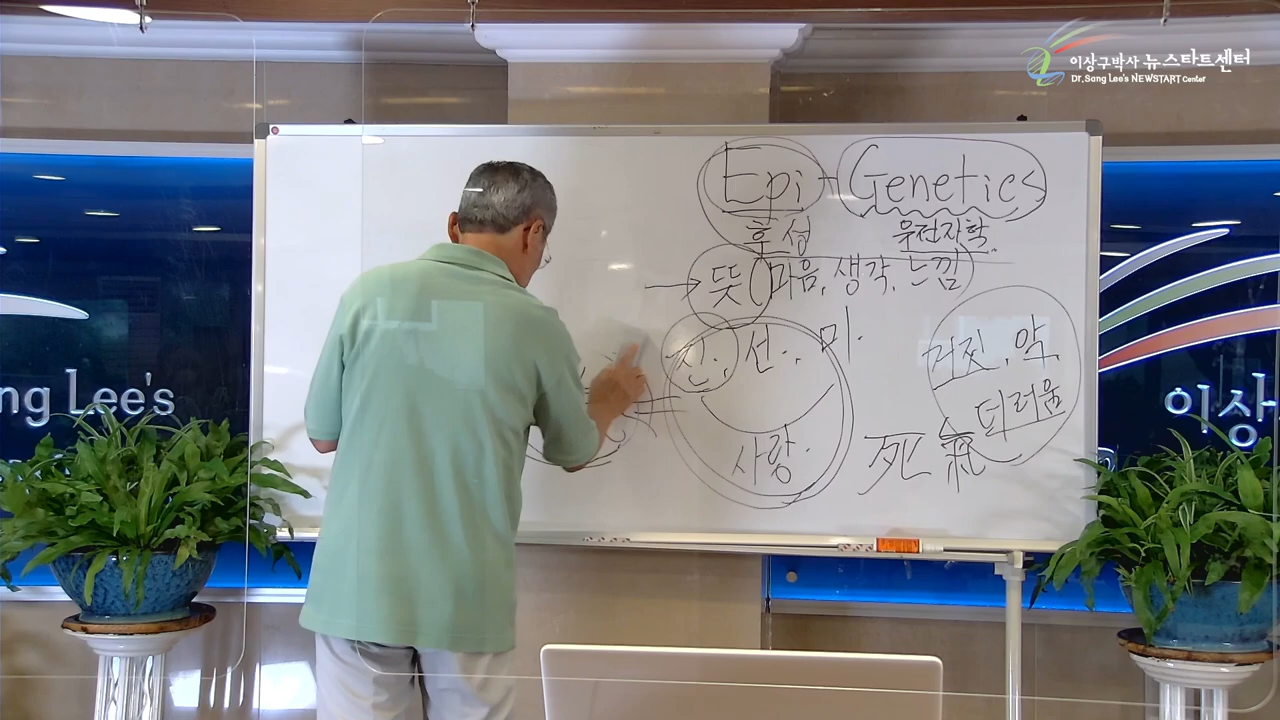 이상구박사 뉴스타트센터
Dr. Sang Lee's NEWSTART Center
Epi-Genetics
후성 유전자학
→ 뜻 (마음, 생각, 느낌)
진, 선, 미.
거짓, 악,
더러움
사랑.
死氣
ng Lee's
이상